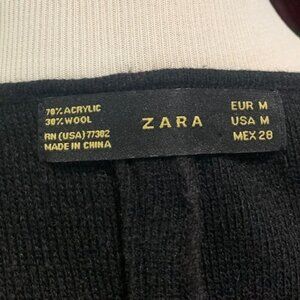 70% ACRYLIC
30% WOOL
RN (USA) 77302
MADE IN CHINA
ZARA
EUR M
USA M
MEX 28